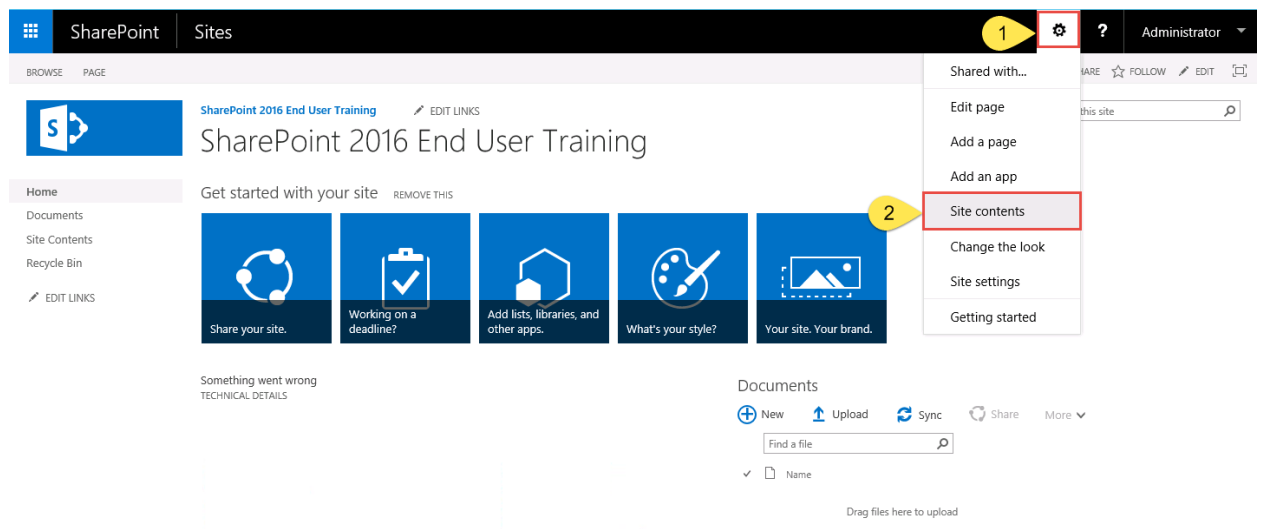 SharePoint
Sites
1
?
Administrator
BROWSE PAGE
FOLLOW EDIT
Shared with...
Edit page
Add a page
Add an app
2
Site contents
Change the look
Site settings
Getting started
this site
S
SharePoint 2016 End User Training
EDIT LINKS
SharePoint 2016 End User Training
Home
Documents
Site Contents
Recycle Bin
EDIT LINKS
Get started with your site REMOVE THIS
Share your site.
Working on a
deadline?
Add lists, libraries, and
other apps.
What's your style?
Your site. Your brand.
Something went wrong
TECHNICAL DETAILS
Documents
New Upload Sync Share More
Find a file
Name
Drag files here to upload